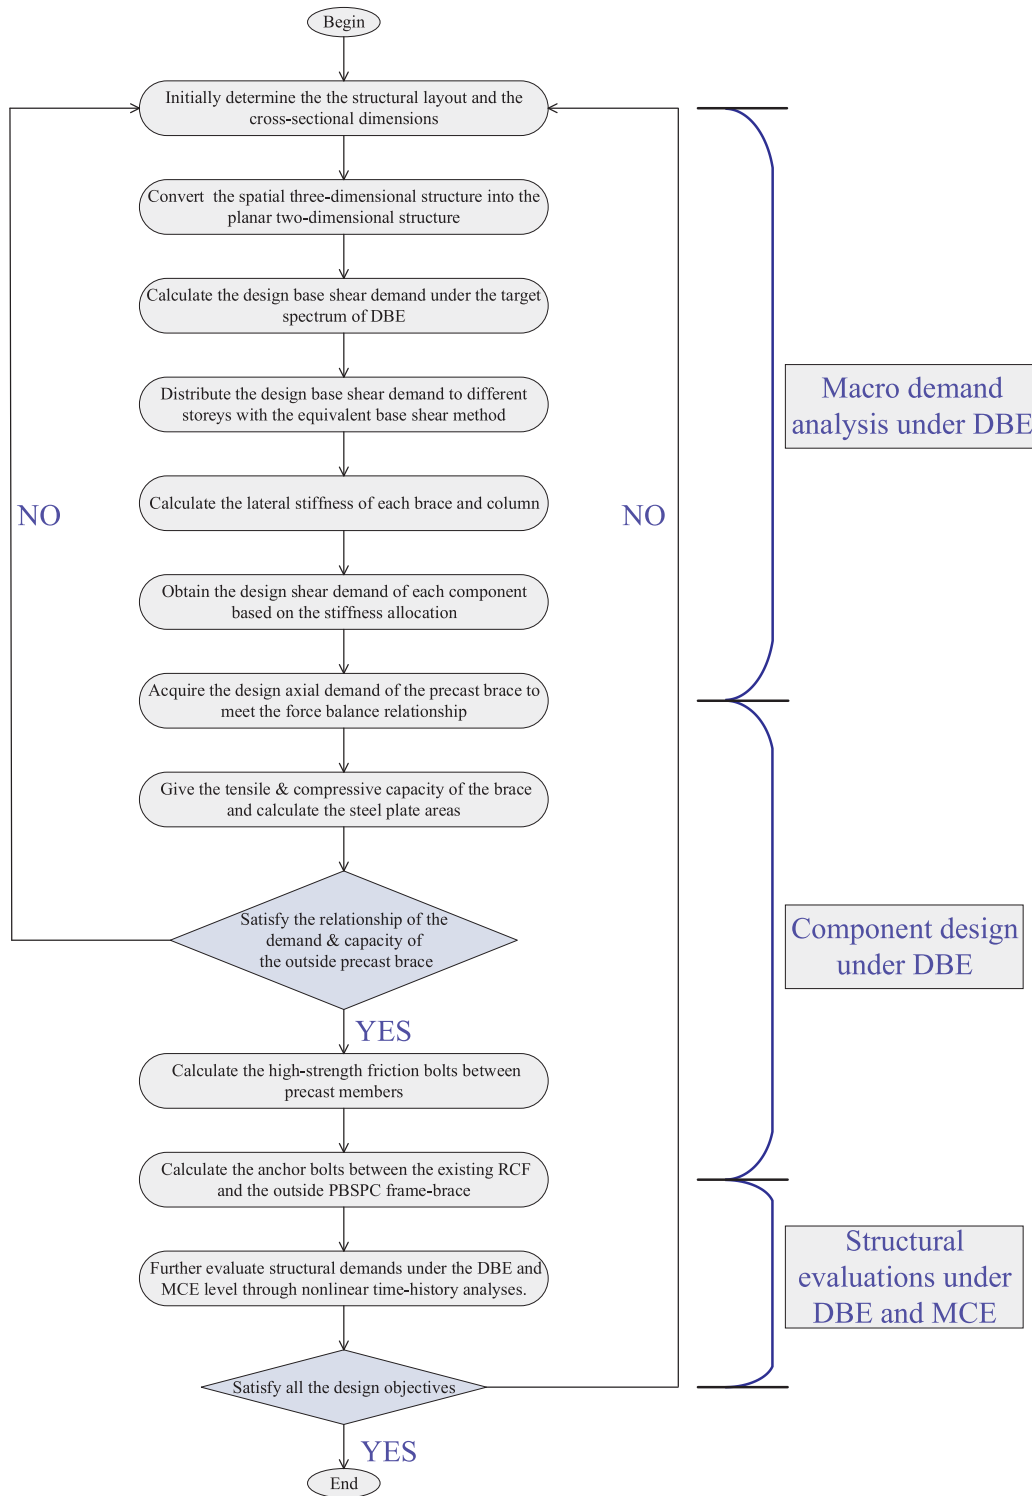 Begin
Initially determine the the structural layout and the
cross-sectional dimensions
Convert the spatial three-dimensional structure into the
planar two-dimensional structure
Calculate the design base shear demand under the target
spectrum of DBE
Distribute the design base shear demand to different
storeys with the equivalent base shear method
Calculate the lateral stiffness of each brace and column
Obtain the design shear demand of each component
based on the stiffness allocation
Acquire the design axial demand of the precast brace to
meet the force balance relationship
Give the tensile & compressive capacity of the brace
and calculate the steel plate areas
Satisfy the relationship of the
demand & capacity of
the outside precast brace
NO
YES
Calculate the high-strength friction bolts between
precast members
Calculate the anchor bolts between the existing RCF
and the outside PBSPC frame-brace
Further evaluate structural demands under the DBE and
MCE level through nonlinear time-history analyses.
Satisfy all the design objectives
NO
YES
End
Macro demand
analysis under DBE
Component design
under DBE
Structural
evaluations under
DBE and MCE